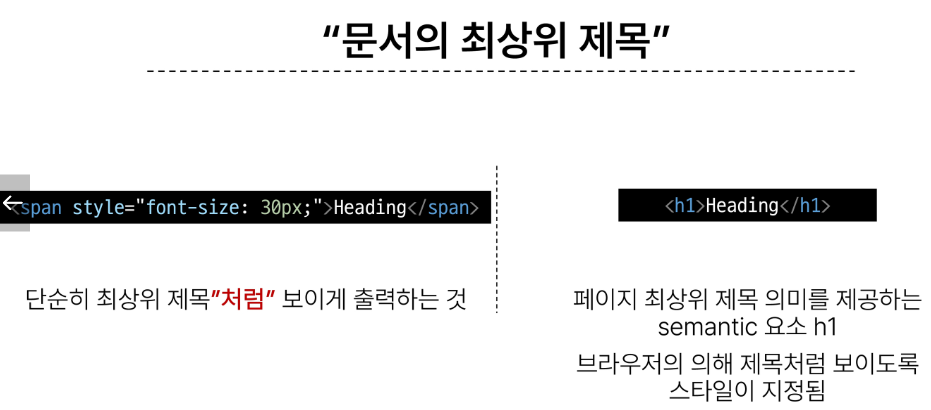 “문서의 최상위 제목”
<span style="font-size: 30px;">Heading</span>
단순히 최상위 제목”처럼” 보이게 출력하는 것
<h1>Heading</h1>
페이지 최상위 제목 의미를 제공하는
semantic 요소 h1
브라우저의 의해 제목처럼 보이도록
스타일이 지정됨